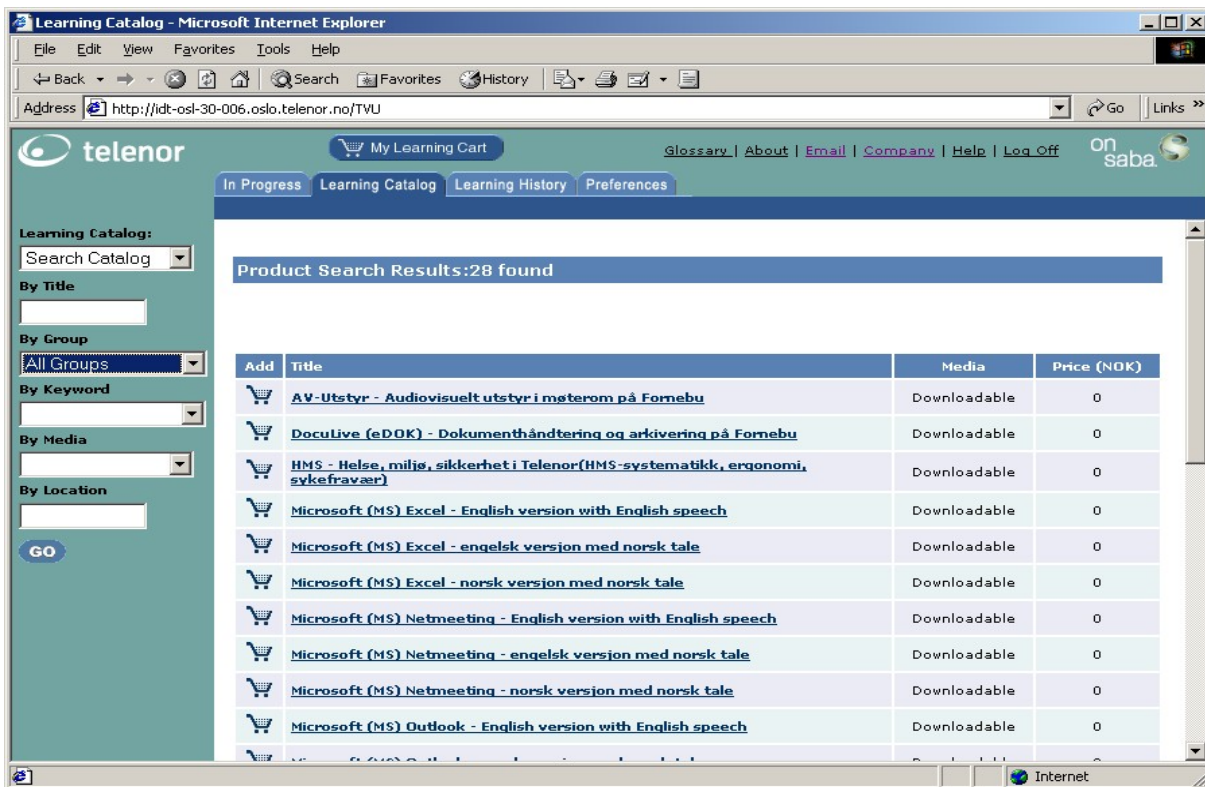 Learning Catalog - Microsoft Internet Explorer
File Edit View Favorites Tools Help
Back Search Favorites History
Address http://idt-osl-30-006.oslo.telenor.no/TVU Go Links »
telenor My Learning Cart Glossary | About | Email | Company | Help | Log Off on saba
In Progress Learning Catalog Learning History Preferences
Learning Catalog:
Search Catalog
By Title
By Group
All Groups
By Keyword
By Media
By Location
GO
Product Search Results:28 found
Add Title Media Price (NOK)
AV-Utstyr - Audiovisuelt utstyr i møterom på Fornebu Downloadable 0
DocuLive (eDOK) - Dokumenthåndtering og arkivering på Fornebu Downloadable 0
HMS - Helse, miljø, sikkerhet i Telenor(HMS-systematikk, ergonomi,
sykefravær) Downloadable 0
Microsoft (MS) Excel - English version with English speech Downloadable 0
Microsoft (MS) Excel - engelsk versjon med norsk tale Downloadable 0
Microsoft (MS) Excel - norsk versjon med norsk tale Downloadable 0
Microsoft (MS) Netmeeting - English version with English speech Downloadable 0
Microsoft (MS) Netmeeting - engelsk versjon med norsk tale Downloadable 0
Microsoft (MS) Netmeeting - norsk versjon med norsk tale Downloadable 0
Microsoft (MS) Outlook - English version with English speech Downloadable 0
Internet